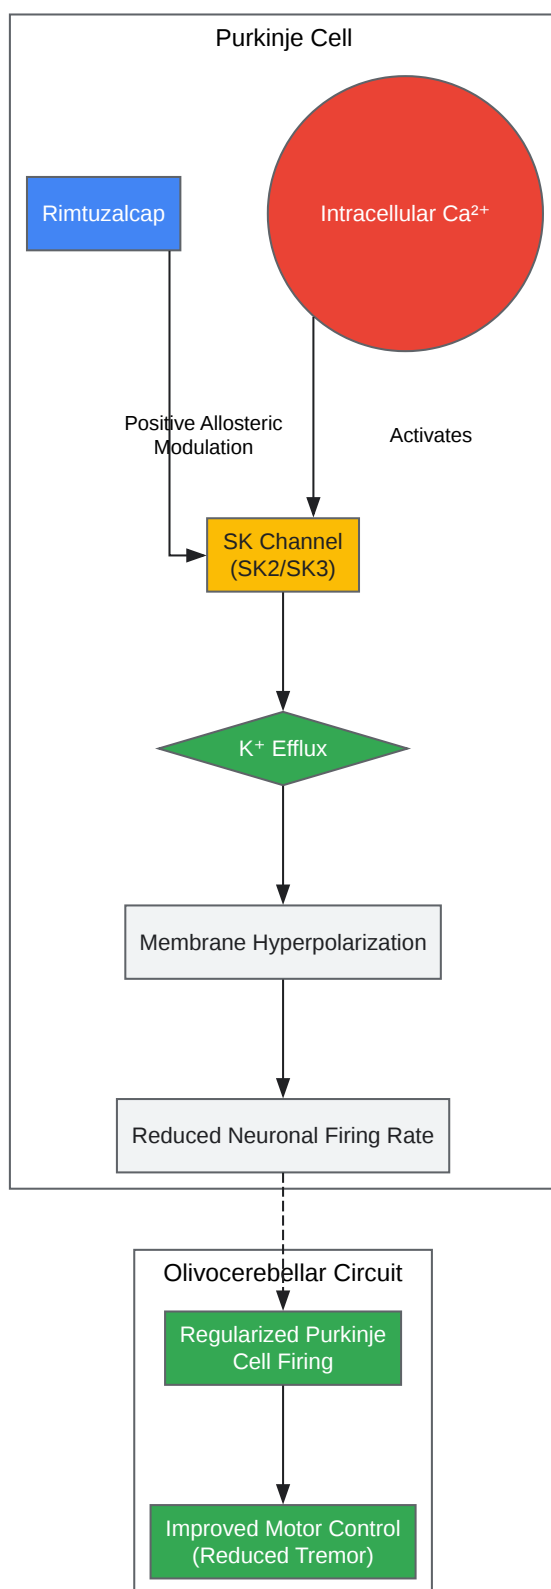 Purkinje Cell
Rimtuzalcap
Intracellular Ca²⁺
Positive Allosteric
Modulation
Activates
SK Channel
(SK2/SK3)
K⁺ Efflux
Membrane Hyperpolarization
Reduced Neuronal Firing Rate
Olivocerebellar Circuit
Regularized Purkinje
Cell Firing
Improved Motor Control
(Reduced Tremor)